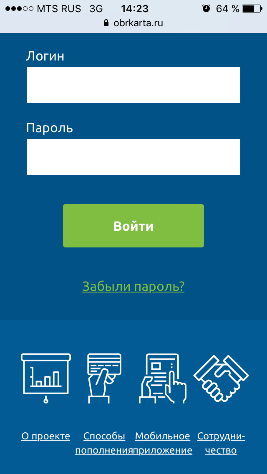 MTS RUS 3G 14:23 64 %
obrkarta.ru
Логин
Пароль
Войти
Забыли пароль?
О проекте
Способы пополнения
Мобильное приложение
Сотрудни-
чество